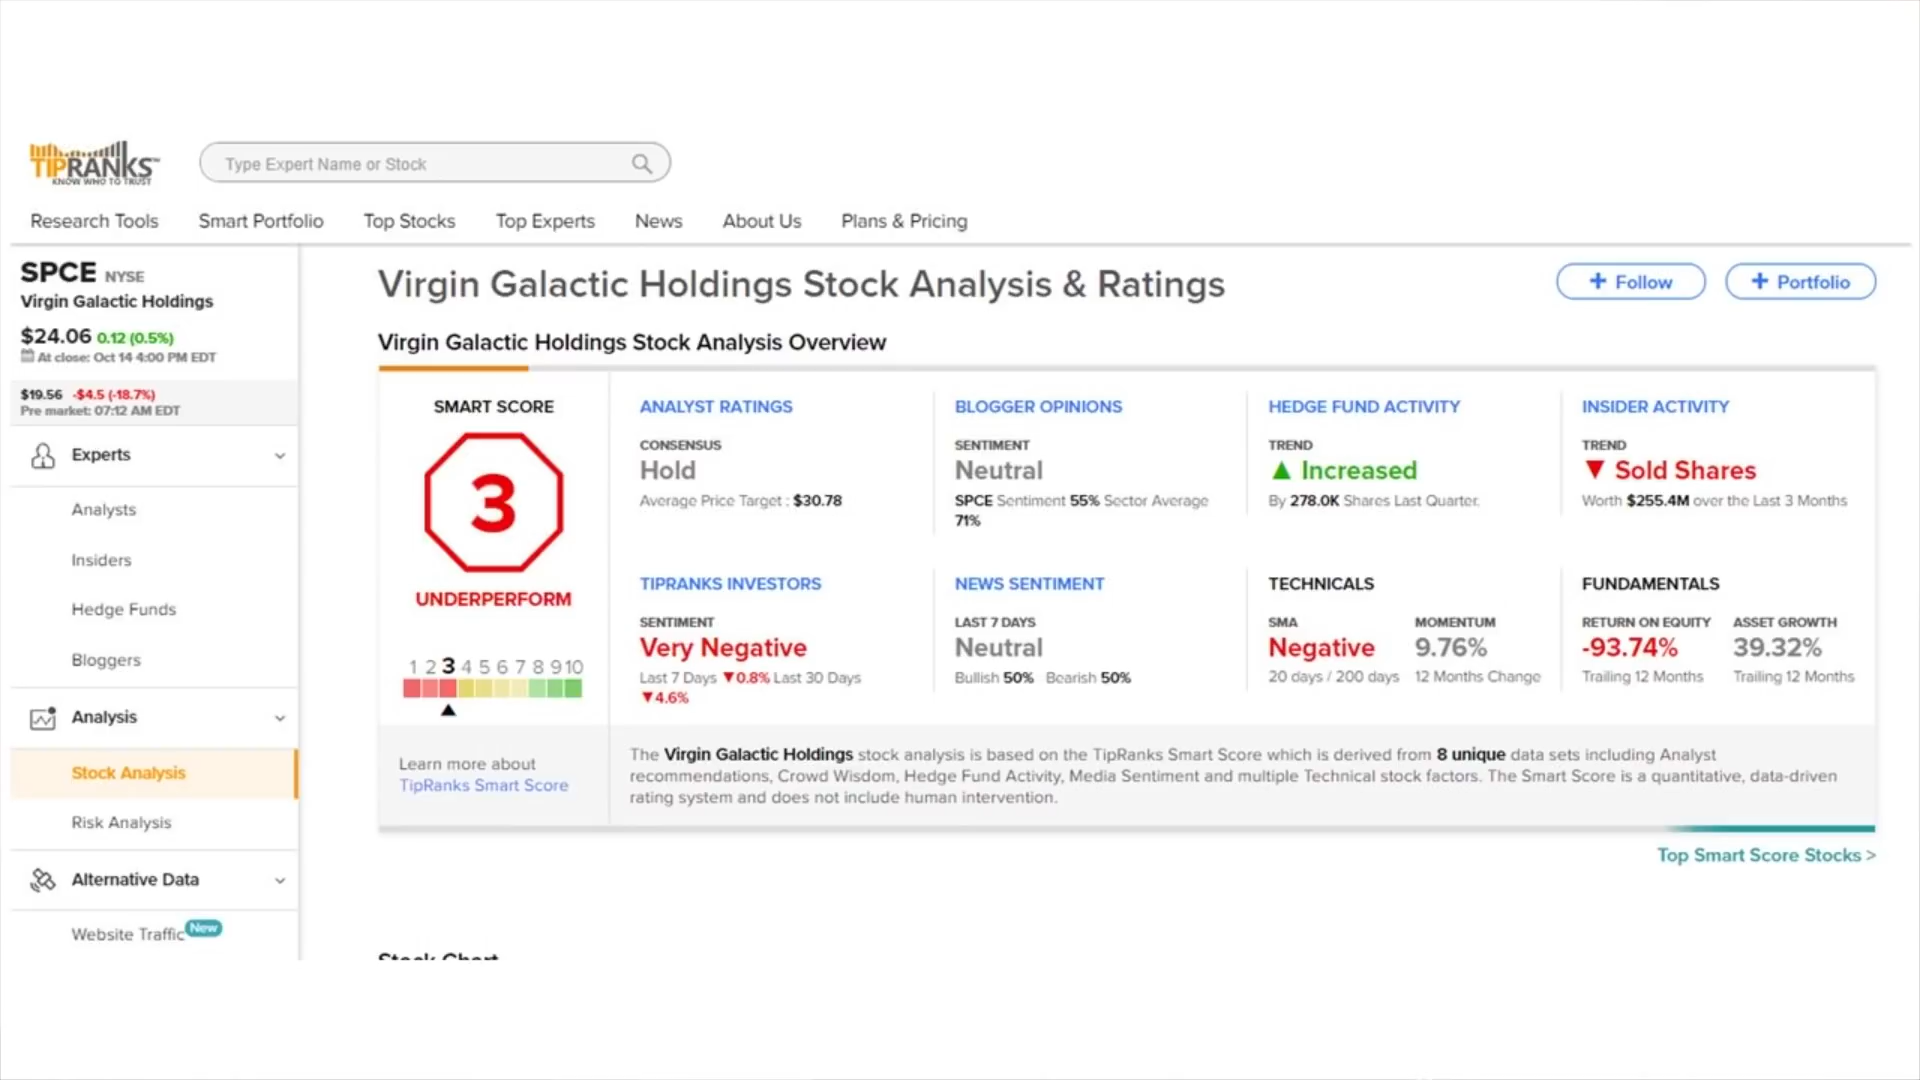 TIPRANKS™
KNOW WHO TO TRUST
Type Expert Name or Stock
Research Tools Smart Portfolio Top Stocks Top Experts News About Us Plans & Pricing
SPCE NYSE
Virgin Galactic Holdings
$24.06 0.12 (0.5%)
At close: Oct 14 4:00 PM EDT
$19.56 -$4.5 (-18.7%)
Pre market: 07:12 AM EDT
Experts
Analysts
Insiders
Hedge Funds
Bloggers
Analysis
Stock Analysis
Risk Analysis
Alternative Data
Website Traffic New
Virgin Galactic Holdings Stock Analysis & Ratings
+ Follow
+ Portfolio
Virgin Galactic Holdings Stock Analysis Overview
SMART SCORE
3
UNDERPERFORM
1 2 3 4 5 6 7 8 9 10
Learn more about
TipRanks Smart Score
ANALYST RATINGS
CONSENSUS
Hold
Average Price Target : $30.78
BLOGGER OPINIONS
SENTIMENT
Neutral
SPCE Sentiment 55% Sector Average
71%
HEDGE FUND ACTIVITY
TREND
▲ Increased
By 278.0K Shares Last Quarter.
INSIDER ACTIVITY
TREND
▼ Sold Shares
Worth $255.4M over the Last 3 Months
TIPRANKS INVESTORS
SENTIMENT
Very Negative
Last 7 Days ▼0.8% Last 30 Days
▼4.6%
NEWS SENTIMENT
LAST 7 DAYS
Neutral
Bullish 50% Bearish 50%
TECHNICALS
SMA MOMENTUM
Negative 9.76%
20 days / 200 days 12 Months Change
FUNDAMENTALS
RETURN ON EQUITY ASSET GROWTH
-93.74% 39.32%
Trailing 12 Months Trailing 12 Months
The Virgin Galactic Holdings stock analysis is based on the TipRanks Smart Score which is derived from 8 unique data sets including Analyst
recommendations, Crowd Wisdom, Hedge Fund Activity, Media Sentiment and multiple Technical stock factors. The Smart Score is a quantitative, data-driven
rating system and does not include human intervention.
Top Smart Score Stocks >
Stock Chart